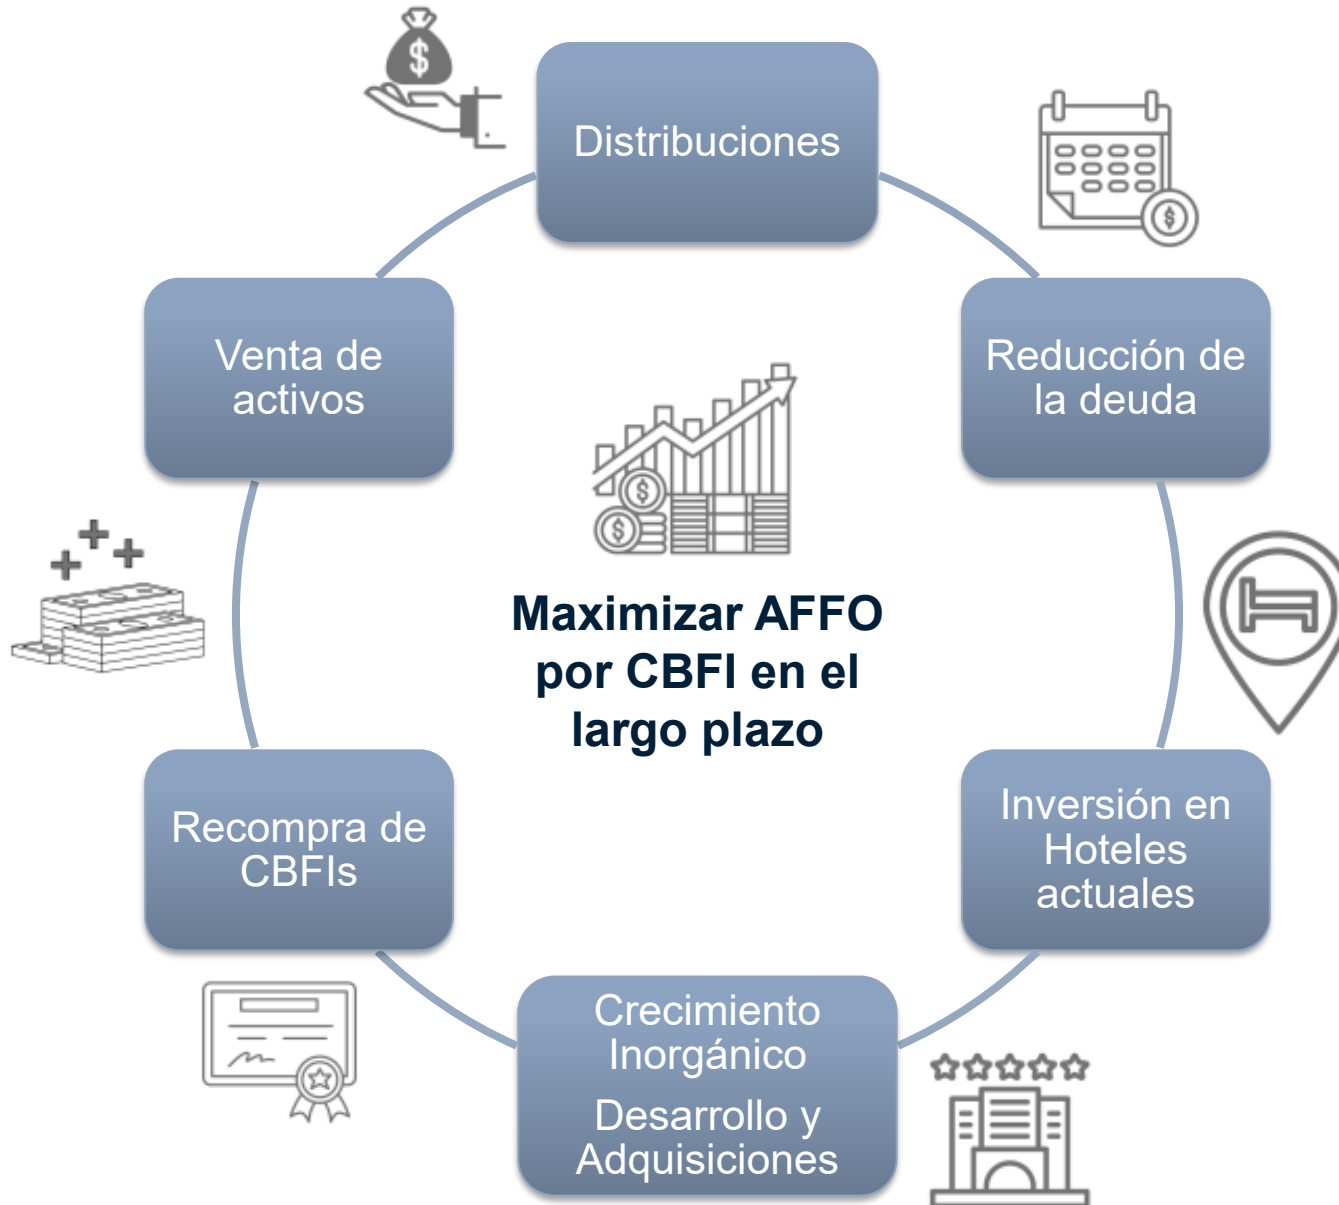 Distribuciones
Reducción de
la deuda
Inversión en
Hoteles
actuales
Crecimiento
Inorgánico
Desarrollo y
Adquisiciones
Recompra de
CBFIs
Venta de
activos
Maximizar AFFO
por CBFI en el
largo plazo
$
$
$
$